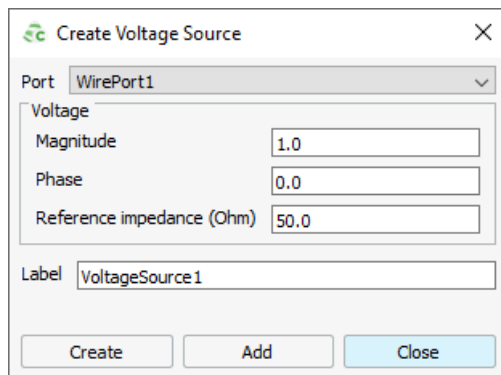 Create Voltage Source
Port WirePort1
Voltage
Magnitude 1.0
Phase 0.0
Reference impedance (Ohm) 50.0
Label VoltageSource1
Create Add Close